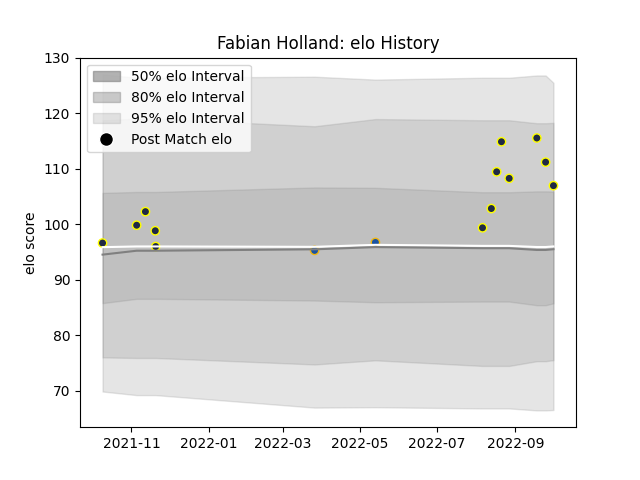 Fabian Holland: elo History
50% elo Interval
80% elo Interval
95% elo Interval
Post Match elo
elo score
130
120
110
100
90
80
70
2021-11
2022-01
2022-03
2022-05
2022-07
2022-09